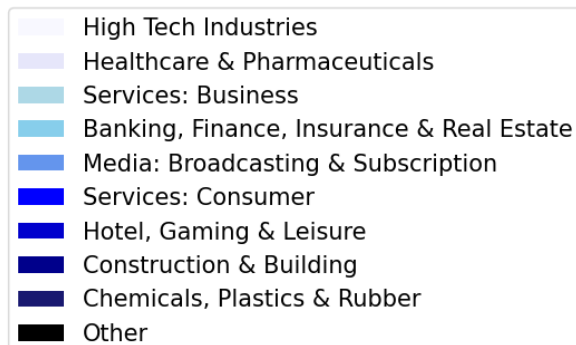 High Tech Industries
Healthcare & Pharmaceuticals
Services: Business
Banking, Finance, Insurance & Real Estate
Media: Broadcasting & Subscription
Services: Consumer
Hotel, Gaming & Leisure
Construction & Building
Chemicals, Plastics & Rubber
Other